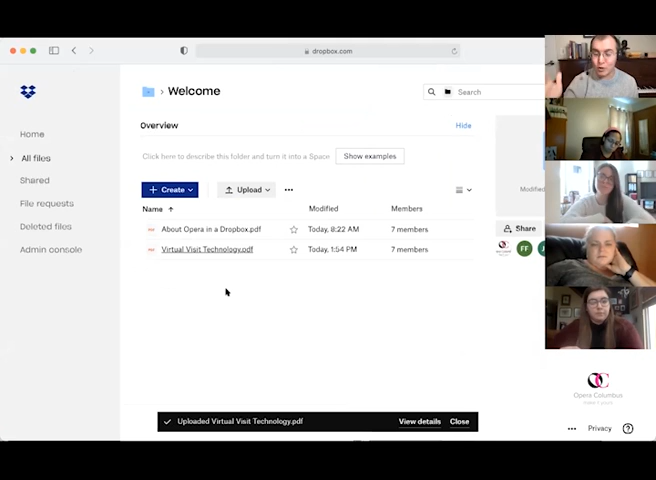 dropbox.com
Welcome
Search
Overview
Hide
Click here to describe this folder and turn it into a Space
Show examples
Home
All files
Shared
File requests
Deleted files
Admin console
Create
Upload
Name
Modified
Members
About Opera in a Dropbox.pdf
Today, 8:22 AM
7 members
Virtual Visit Technology.pdf
Today, 1:54 PM
7 members
Modified
Share
FF
Opera Columbus
Uploaded Virtual Visit Technology.pdf
View details
Close
Privacy